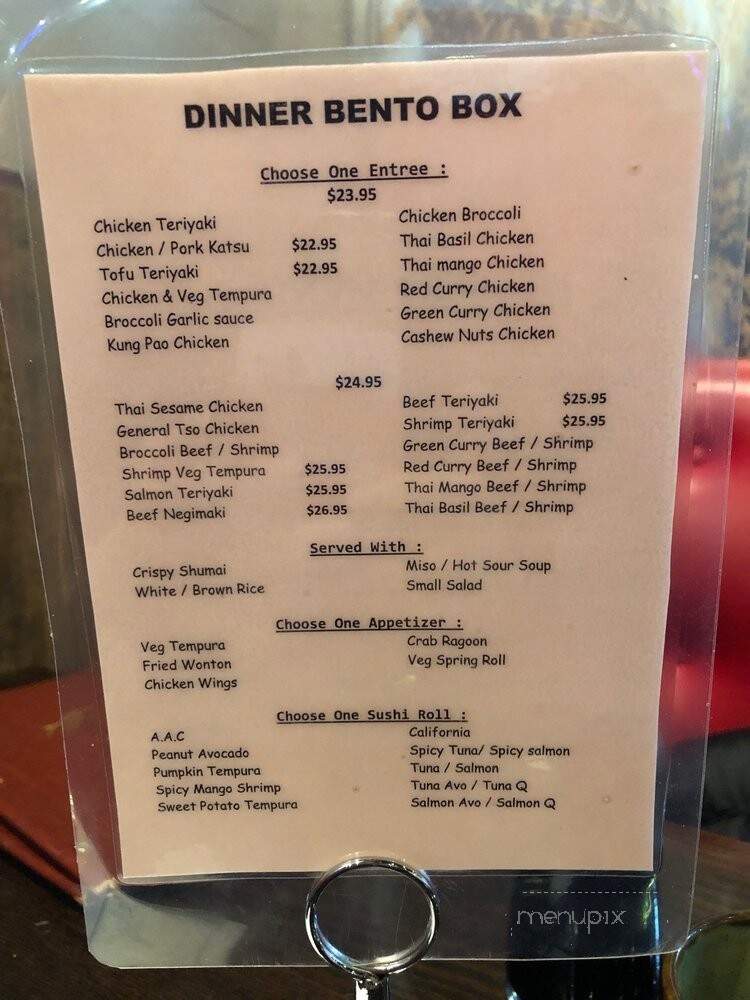 DINNER BENTO BOX
Choose One Entree :
$23.95
Chicken Teriyaki
Chicken / Pork Katsu $22.95
Tofu Teriyaki $22.95
Chicken & Veg Tempura
Broccoli Garlic sauce
Kung Pao Chicken
Chicken Broccoli
Thai Basil Chicken
Thai mango Chicken
Red Curry Chicken
Green Curry Chicken
Cashew Nuts Chicken
$24.95
Thai Sesame Chicken
General Tso Chicken
Broccoli Beef / Shrimp
Shrimp Veg Tempura $25.95
Salmon Teriyaki $25.95
Beef Negimaki $26.95
Beef Teriyaki $25.95
Shrimp Teriyaki $25.95
Green Curry Beef / Shrimp
Red Curry Beef / Shrimp
Thai Mango Beef / Shrimp
Thai Basil Beef / Shrimp
Served With :
Crispy Shumai
White / Brown Rice
Miso / Hot Sour Soup
Small Salad
Choose One Appetizer :
Veg Tempura
Fried Wonton
Chicken Wings
Crab Ragoon
Veg Spring Roll
Choose One Sushi Roll :
A.A.C
Peanut Avocado
Pumpkin Tempura
Spicy Mango Shrimp
Sweet Potato Tempura
California
Spicy Tuna/ Spicy salmon
Tuna / Salmon
Tuna Avo / Tuna Q
Salmon Avo / Salmon Q
menupix